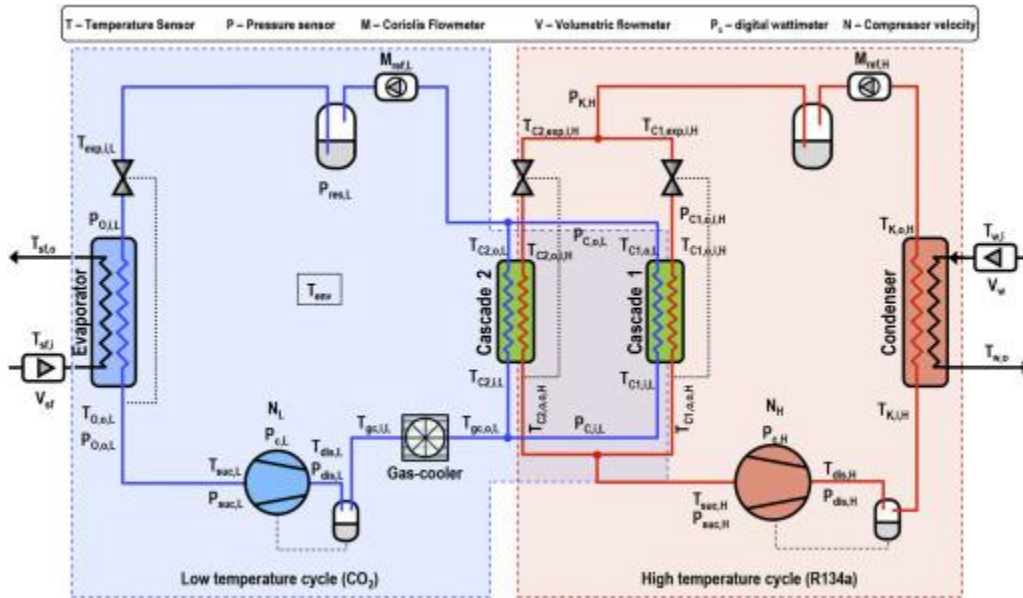 T – Temperature Sensor P – Pressure sensor M – Coriolis Flowmeter V – Volumetric flowmeter Pc – digital wattimeter N – Compressor velocity
Mref,L
Mref,H
PK,H
TC2,exp,i,H
TC1,exp,i,H
Texp,i,L
Pres,L
PO,i,L
PC1,o,i,H
TK,o,H
Tsf,o
PC,o,L
Tw,i
TC2,o,L
TC2,o,i,H
TC1,o,L
TC1,o,i,H
Vw
Evaporator
Tenv
Cascade 2
Cascade 1
Condenser
Tsf,i
Vsf
Tw,o
TC2,i,L
TC1,i,L
TC2,o,o,H
TC1,o,o,H
TK,i,H
TO,o,L
PO,o,L
NL
Pc,L
Tgc,i,L
Tgc,o,L
PC,i,L
NH
Pc,H
Gas-cooler
Tsuc,L
Psuc,L
Tdis,L
Pdis,L
Tsuc,H
Psuc,H
Tdis,H
Pdis,H
Low temperature cycle (CO2)
High temperature cycle (R134a)